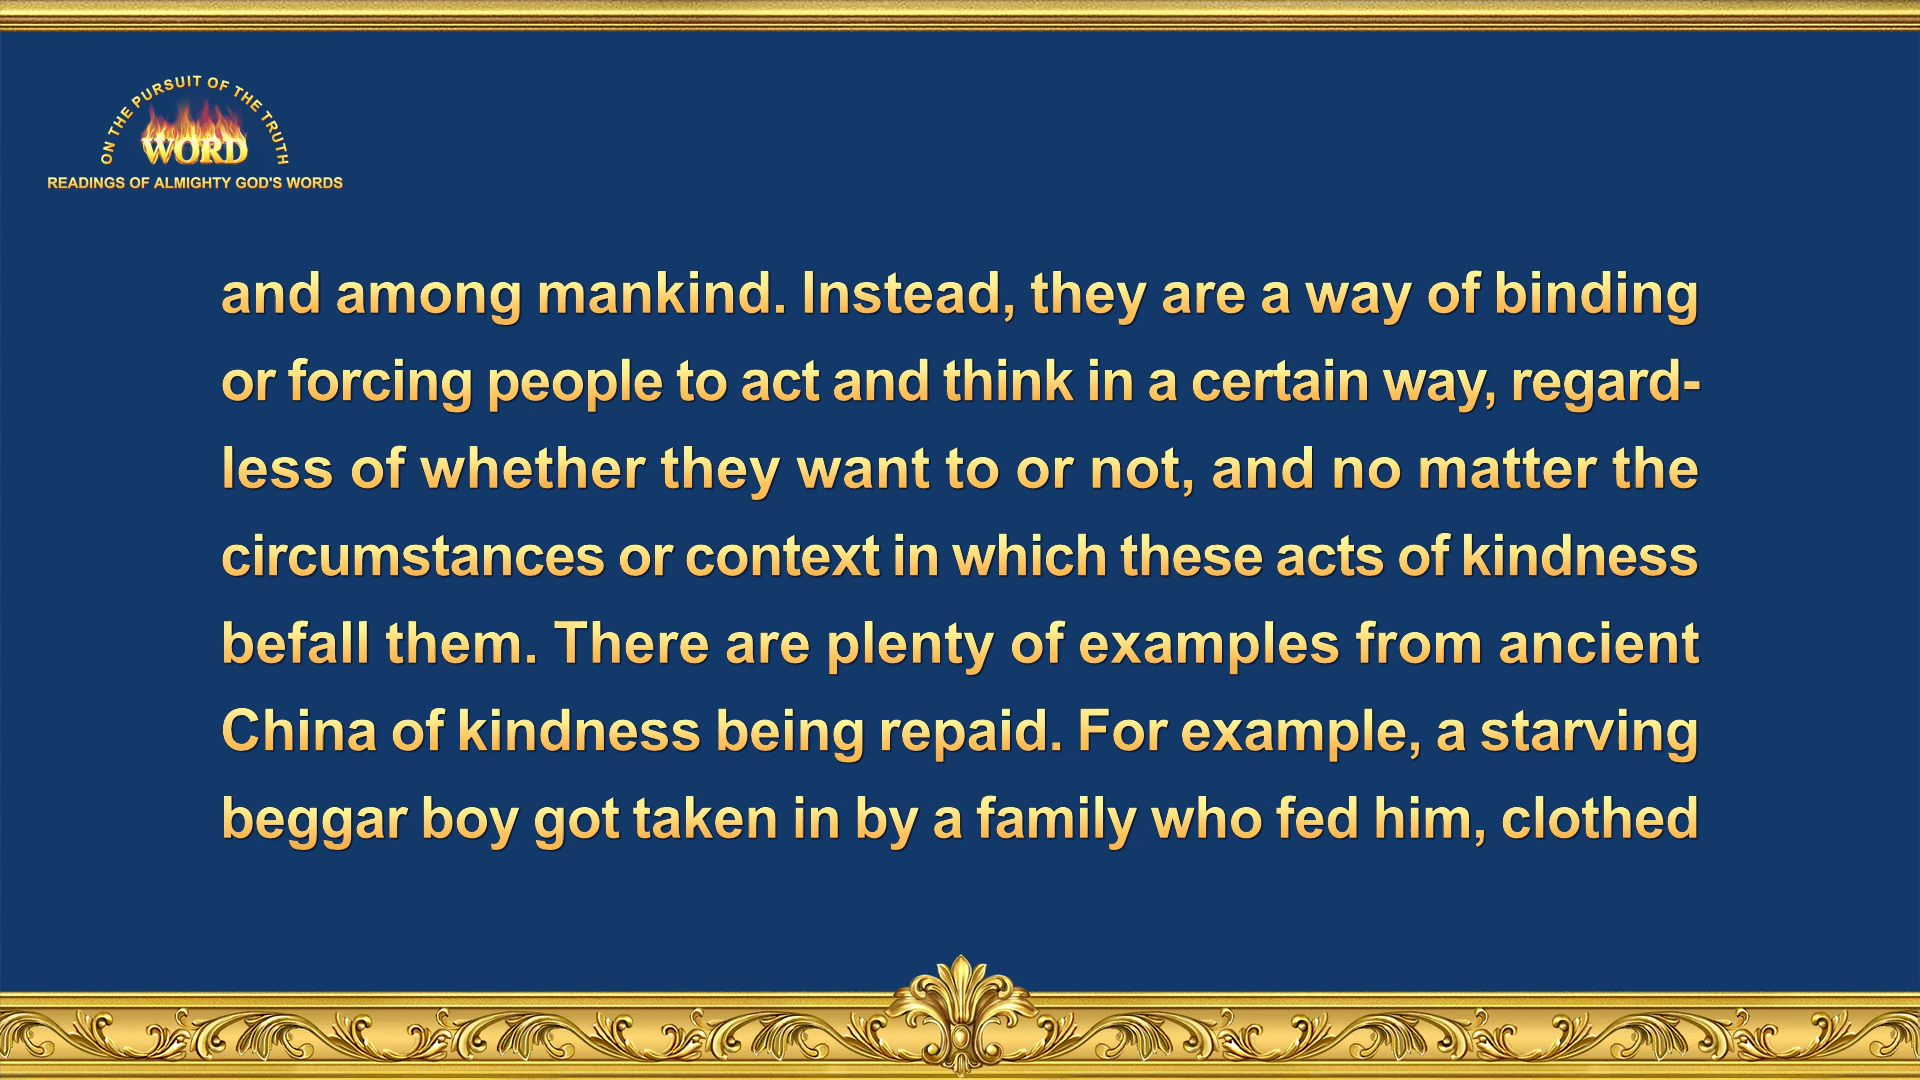 ON THE PURSUIT OF THE TRUTH
WORD
READINGS OF ALMIGHTY GOD'S WORDS
and among mankind. Instead, they are a way of binding
or forcing people to act and think in a certain way, regard-
less of whether they want to or not, and no matter the
circumstances or context in which these acts of kindness
befall them. There are plenty of examples from ancient
China of kindness being repaid. For example, a starving
beggar boy got taken in by a family who fed him, clothed